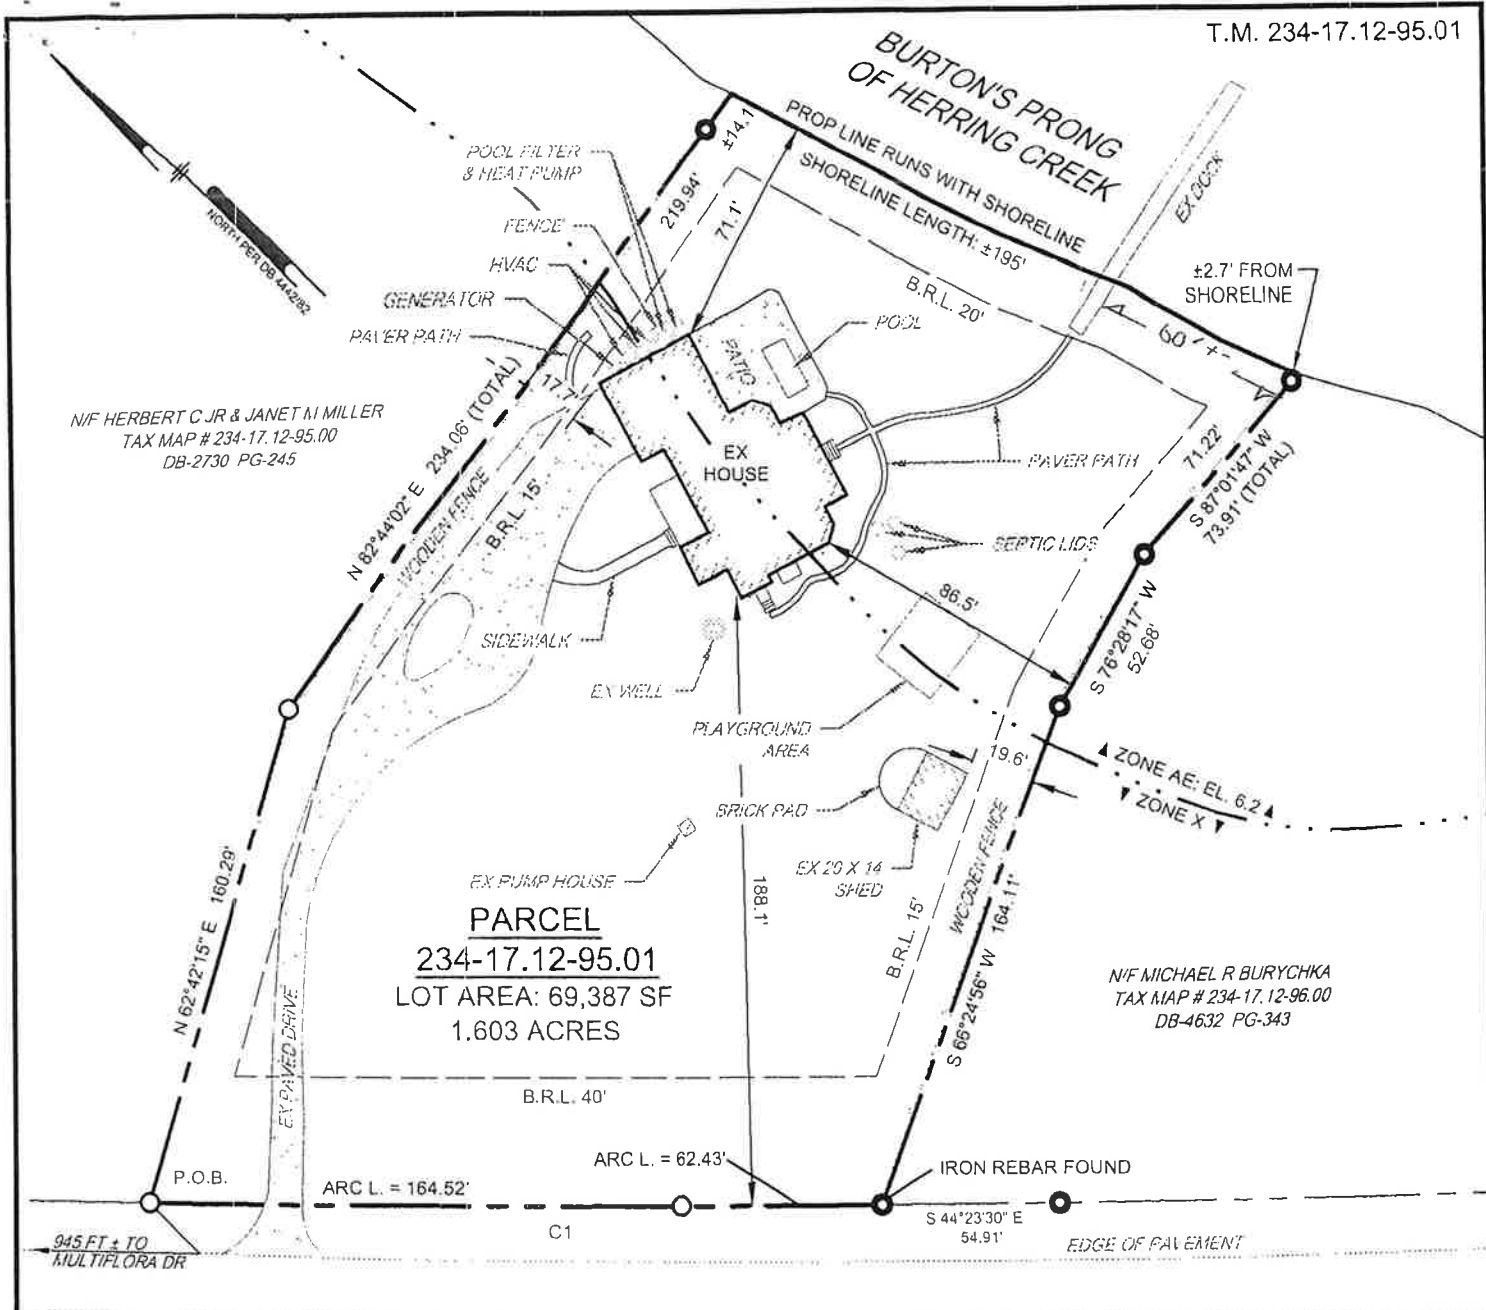 T.M. 234-17.12-95.01
BURTON'S PRONG
OF HERRING CREEK
PROP LINE RUNS WITH SHORELINE
SHORELINE LENGTH: ±195'
EX DOCK
±14.1
219.94'
71.1'
POOL FILTER
& HEAT PUMP
FENCE
HVAC
GENERATOR
PAVER PATH
NORTH PER DB 4442/82
±2.7' FROM
SHORELINE
B.R.L. 20'
60'+-
POOL
PATIO
17.7'
N/F HERBERT C JR & JANET M MILLER
TAX MAP # 234-17.12-95.00
DB-2730 PG-245
N 82°44'02" E 234.06' (TOTAL)
WOODEN FENCE
B.R.L. 15'
EX
HOUSE
PAVER PATH
71.22'
S 87°01'47" W
73.91' (TOTAL)
SEPTIC LIDS
86.5'
S 76°28'17" W
52.68'
SIDEWALK
EX WELL
PLAYGROUND
AREA
19.6'
ZONE AE: EL. 6.2
ZONE X
BRICK PAD
EX 20 X 14
SHED
EX PUMP HOUSE
188.1'
WOODEN FENCE
S 66°24'56" W 164.11'
B.R.L. 15'
N 62°42'15" E 160.29'
PARCEL
234-17.12-95.01
LOT AREA: 69,387 SF
1.603 ACRES
N/F MICHAEL R BURYCHKA
TAX MAP # 234-17.12-96.00
DB-4632 PG-343
EX PAVED DRIVE
B.R.L. 40'
P.O.B.
ARC L. = 164.52'
ARC L. = 62.43'
IRON REBAR FOUND
C1
S 44°23'30" E
54.91'
945 FT ± TO
MULTIFLORA DR
EDGE OF PAVEMENT